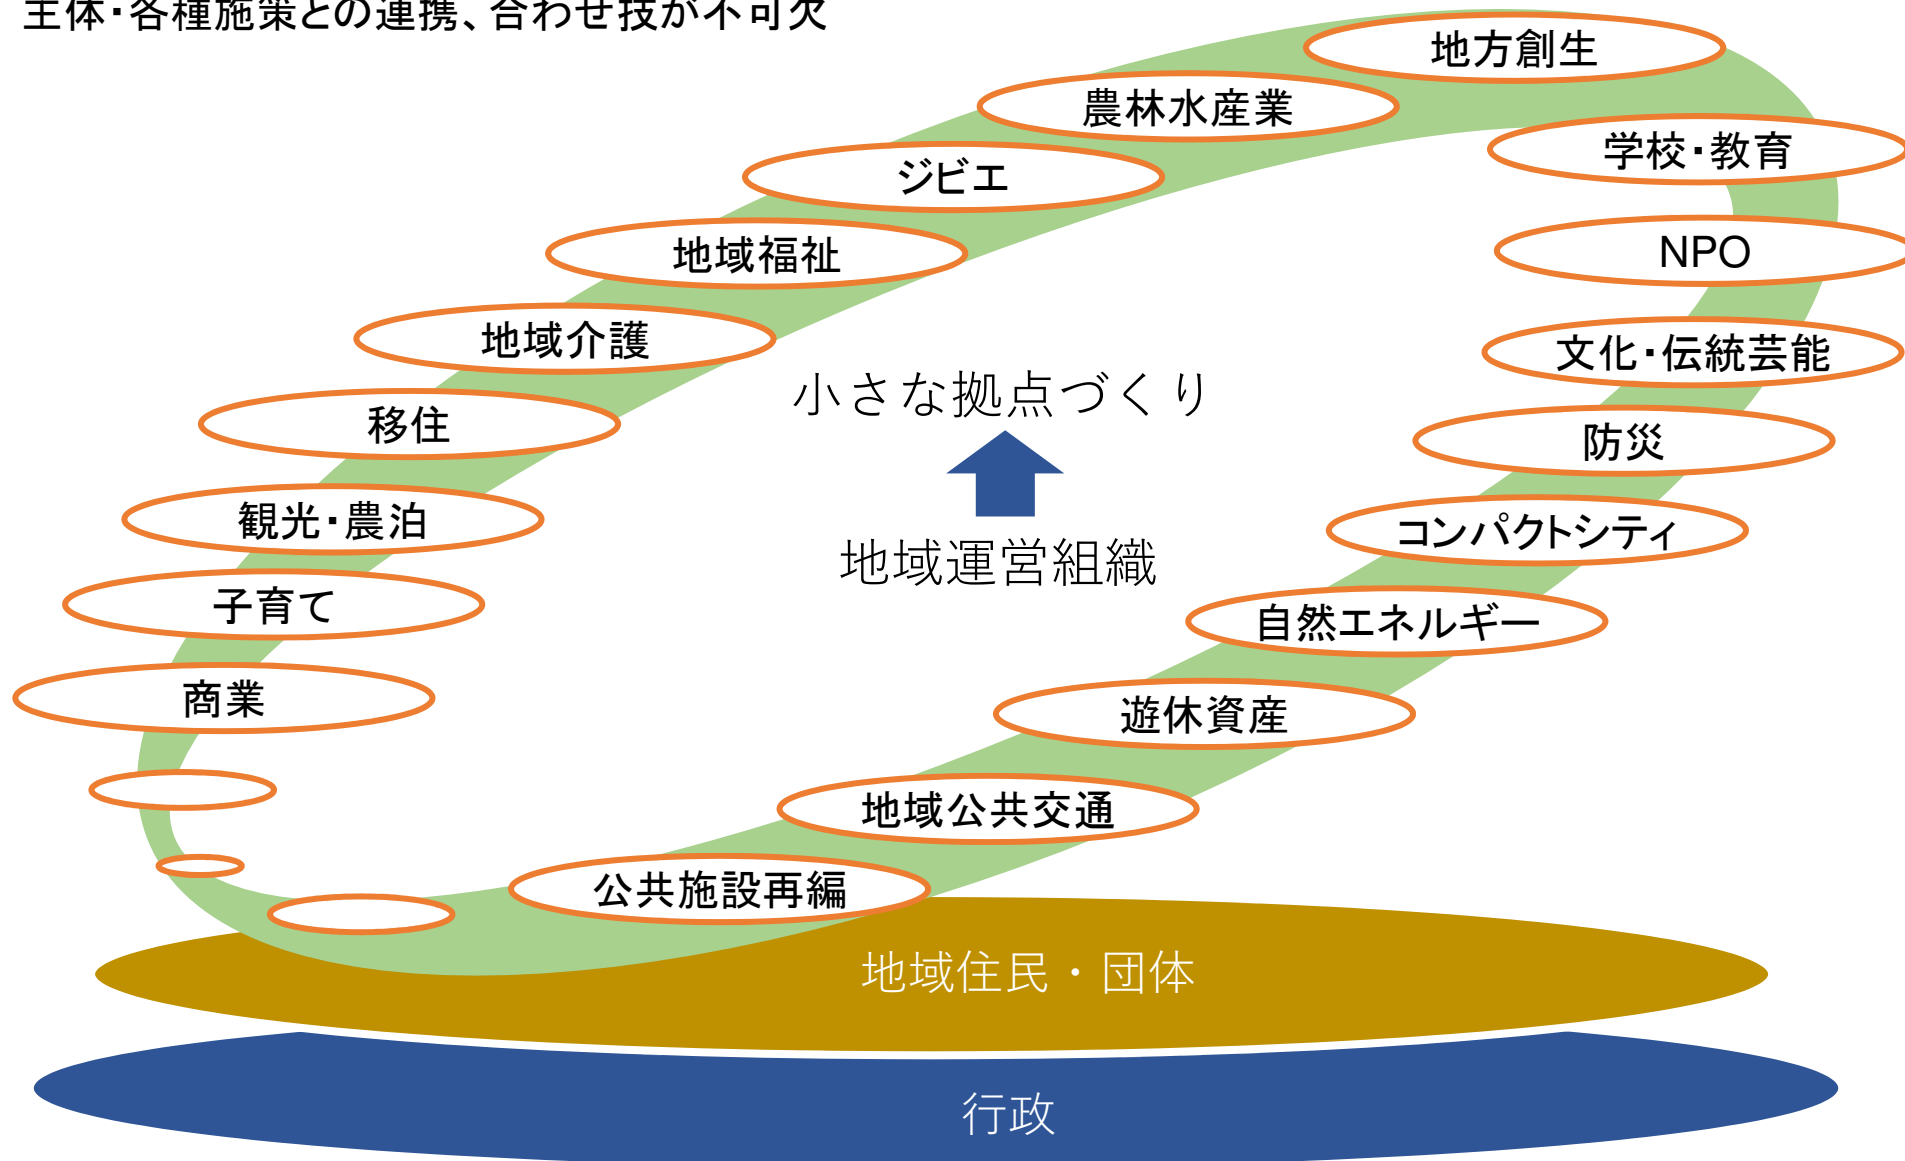 主体・各種施策との連携、合わせ技が不可欠
地方創生
農林水産業
学校・教育
ジビエ
NPO
地域福祉
地域介護
文化・伝統芸能
小さな拠点づくり
移住
防災
観光・農泊
コンパクトシティ
地域運営組織
子育て
自然エネルギー
商業
遊休資産
地域公共交通
公共施設再編
地域住民・団体
行政